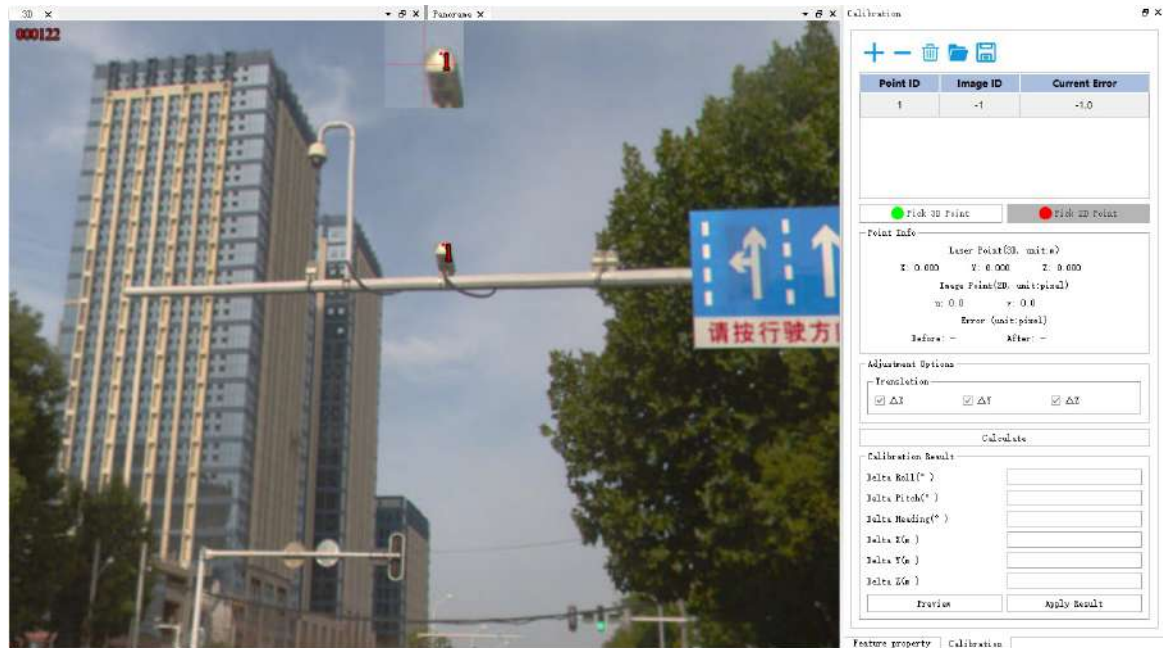 3D
Panorama
Calibration
000122
1
1
Point ID Image ID Current Error
1 -1 -1.0
Pick 3D Point Pick 2D Point
Point Info
Laser Point(3D, unit:m)
X: 0.000 Y: 0.000 Z: 0.000
Image Point(2D, unit:pixel)
u: 0.0 v: 0.0
Error (unit:pixel)
Before: — After: —
Adjustment Options
Translation
ΔX ΔY ΔZ
Calculate
Calibration Result
Delta Roll(° )
Delta Pitch(° )
Delta Heading(° )
Delta X(m )
Delta Y(m )
Delta Z(m )
Preview Apply Result
Feature property Calibration
请按行驶方